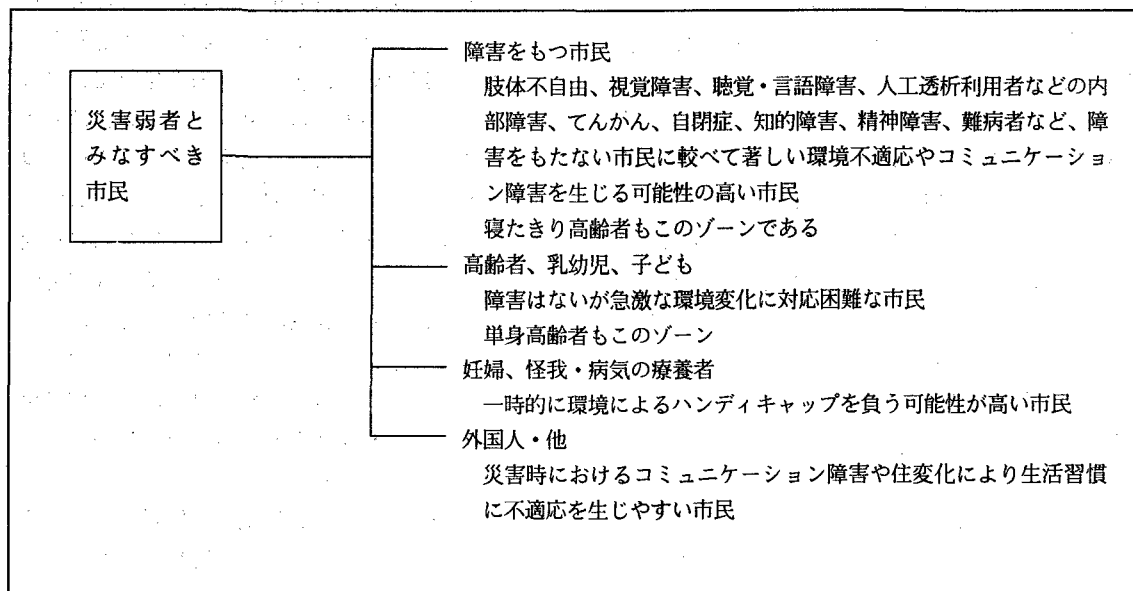 災害弱者と
みなすべき
市民
障害をもつ市民
肢体不自由、視覚障害、聴覚・言語障害、人工透析利用者などの内
部障害、てんかん、自閉症、知的障害、精神障害、難病者など、障
害をもたない市民に較べて著しい環境不適応やコミュニケーショ
ン障害を生じる可能性の高い市民
寝たきり高齢者もこのゾーンである
高齢者、乳幼児、子ども
障害はないが急激な環境変化に対応困難な市民
単身高齢者もこのゾーン
妊婦、怪我・病気の療養者
一時的に環境によるハンディキャップを負う可能性が高い市民
外国人・他
災害時におけるコミュニケーション障害や住変化により生活習慣
に不適応を生じやすい市民